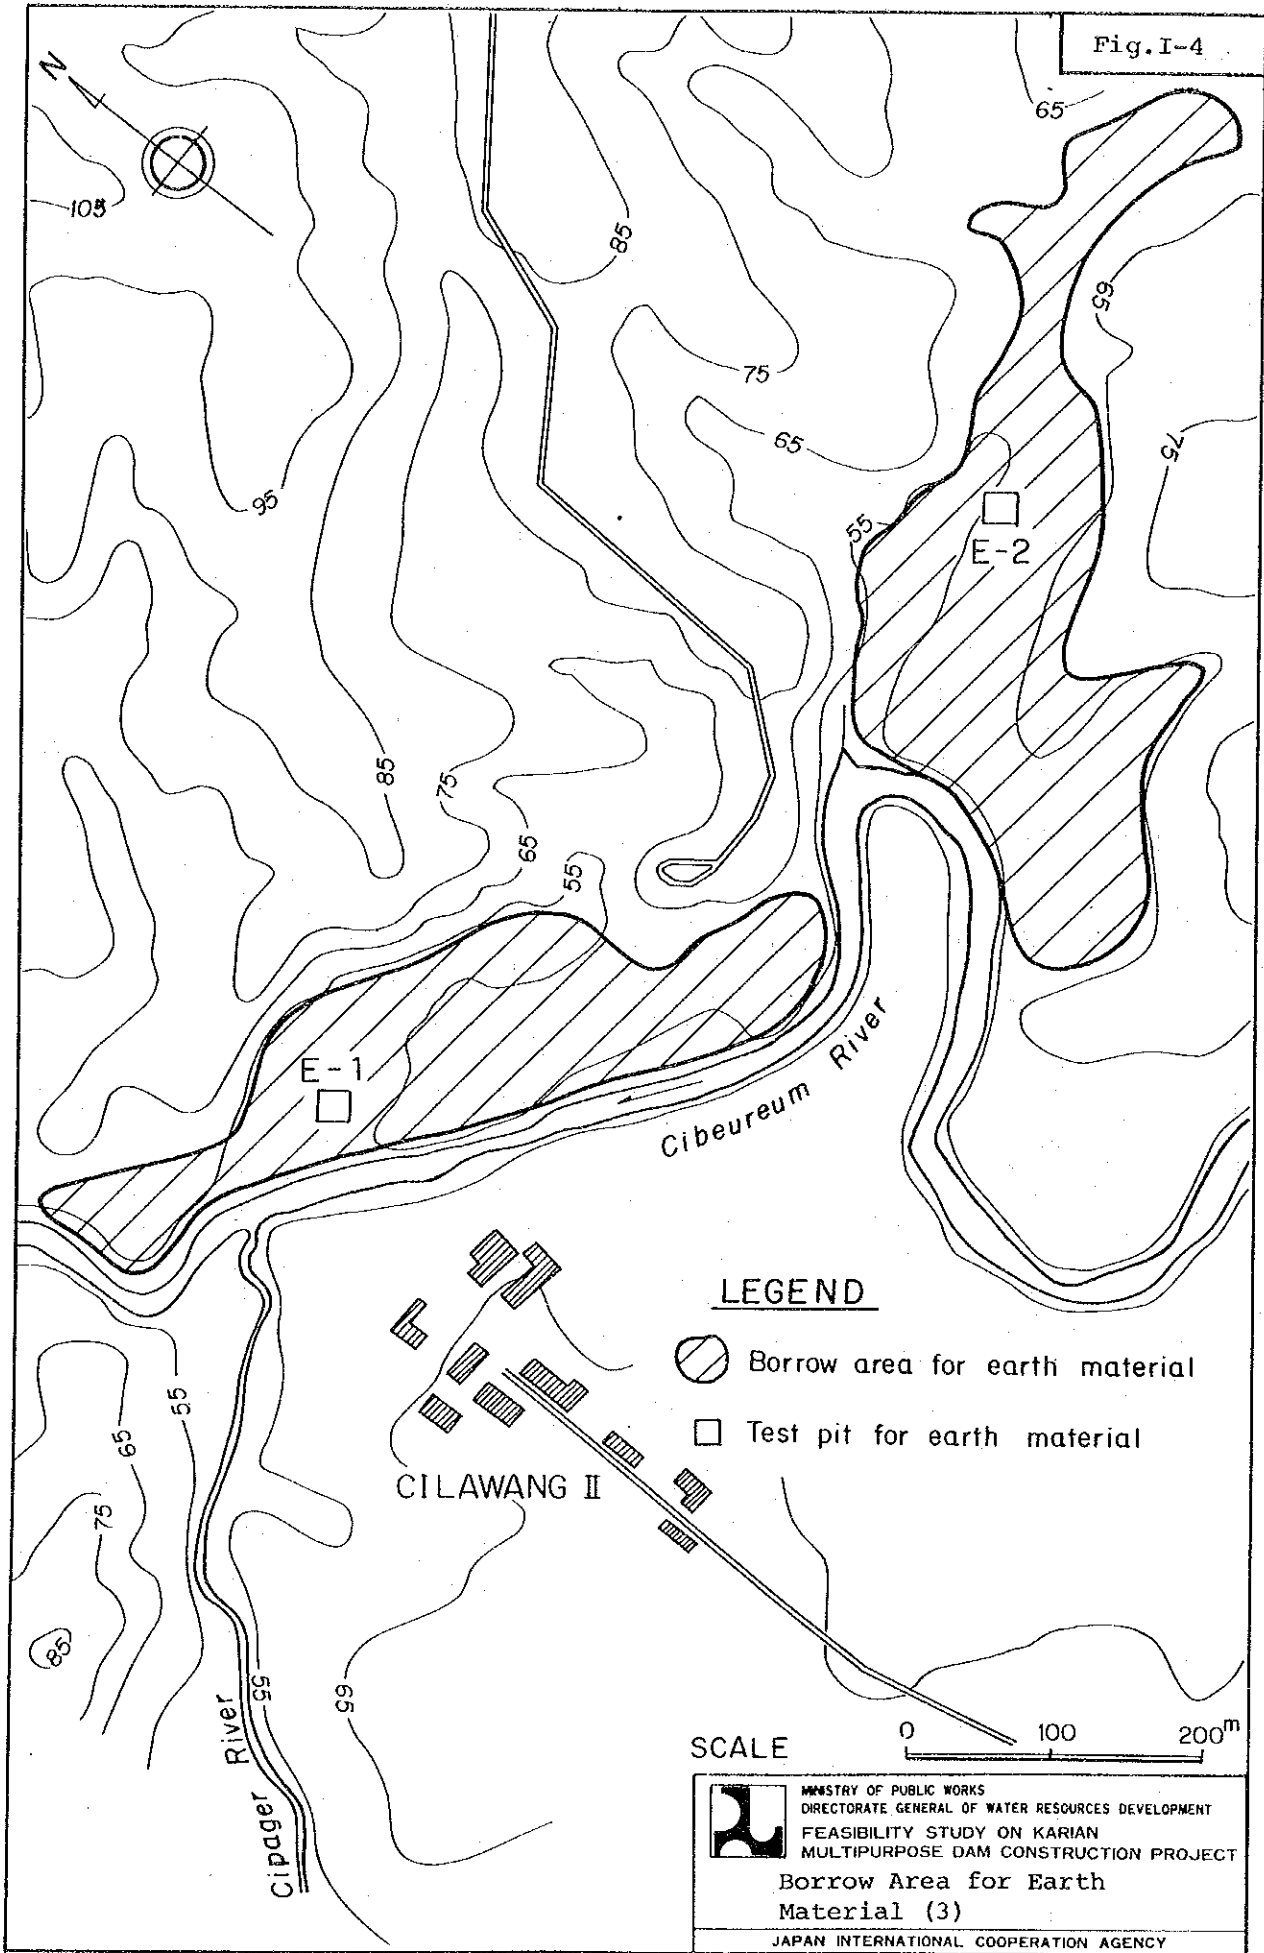 Fig.I-4
N
65
105
85
65
75
65
75
95
55
E-2
85
75
65
55
E-1
Cibeureum River
LEGEND
Borrow area for earth material
Test pit for earth material
55
65
75
CILAWANG II
85
55
65
Cipager River
SCALE
0 100 200m
MINISTRY OF PUBLIC WORKS
DIRECTORATE GENERAL OF WATER RESOURCES DEVELOPMENT
FEASIBILITY STUDY ON KARIAN
MULTIPURPOSE DAM CONSTRUCTION PROJECT
Borrow Area for Earth
Material (3)
JAPAN INTERNATIONAL COOPERATION AGENCY